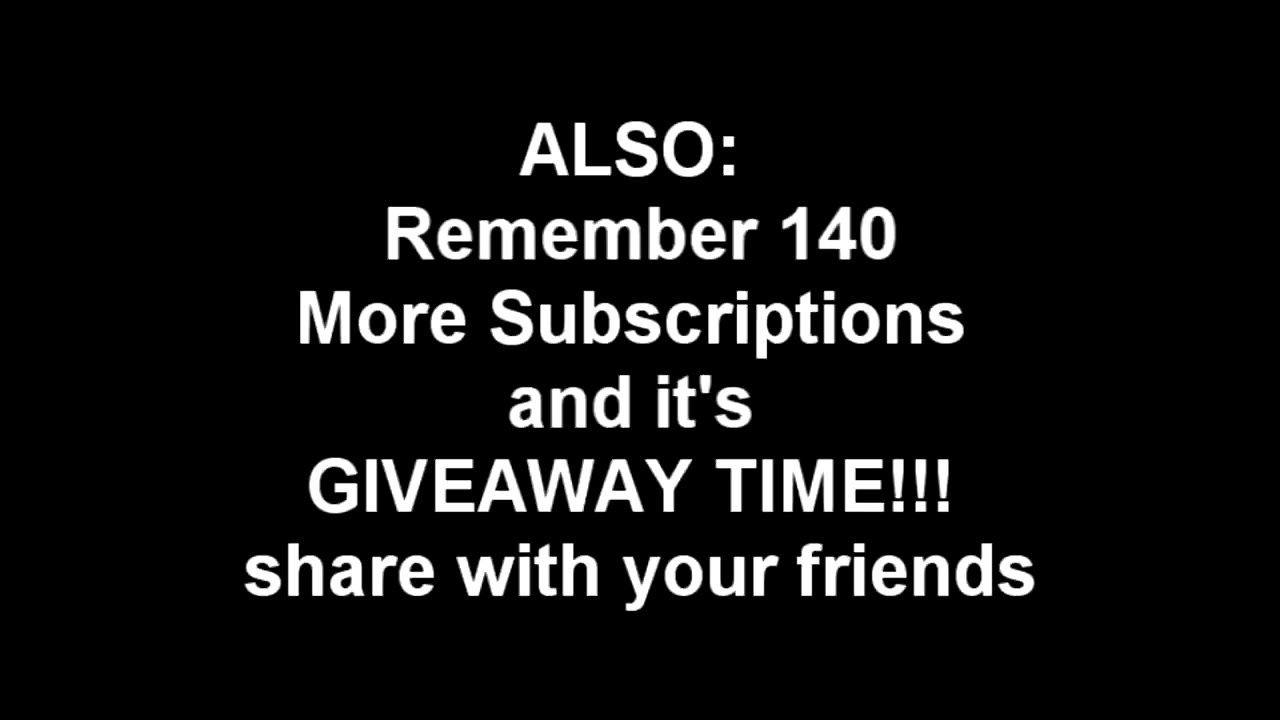 ALSO:
Remember 140
More Subscriptions
and it's
GIVEAWAY TIME!!!
share with your friends